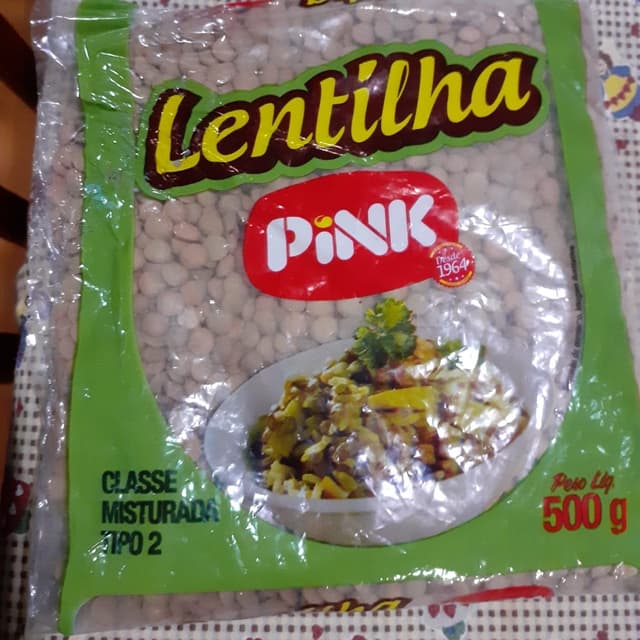 Lentilha
PiNK
Desde
1964
CLASSE
MISTURADA
TIPO 2
Peso Líq.
500 g